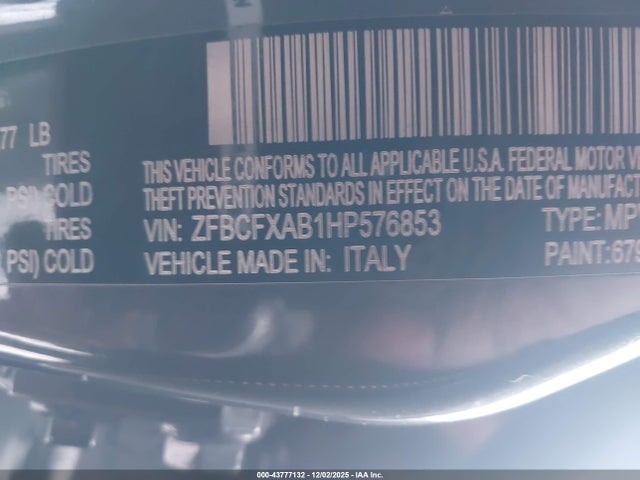 77 LB
TIRES
PSI) COLD
TIRES
PSI) COLD
THIS VEHICLE CONFORMS TO ALL APPLICABLE U.S.A. FEDERAL MOTOR VE
THEFT PREVENTION STANDARDS IN EFFECT ON THE DATE OF MANUFACT
VIN: ZFBCFXAB1HP576853 TYPE: MP
VEHICLE MADE IN: ITALY PAINT: 679
000-43777132 - 12/02/2025 - IAA Inc.